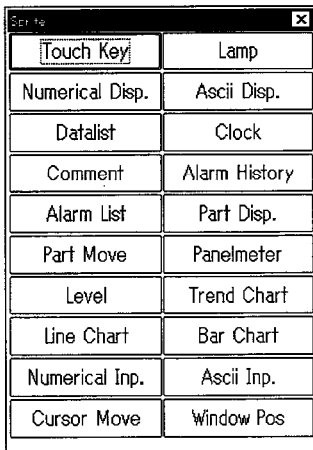 Sprite
Touch Key Lamp
Numerical Disp. Ascii Disp.
Datalist Clock
Comment Alarm History
Alarm List Part Disp.
Part Move Panelmeter
Level Trend Chart
Line Chart Bar Chart
Numerical Inp. Ascii Inp.
Cursor Move Window Pos